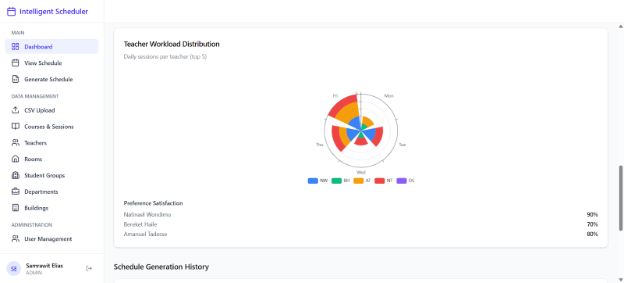 Intelligent Scheduler
MAIN
Dashboard
View Schedule
Generate Schedule
DATA MANAGEMENT
CSV Upload
Courses & Sessions
Teachers
Rooms
Student Groups
Departments
Buildings
ADMINISTRATION
User Management
SE
Samrawit Elias
ADMIN
Teacher Workload Distribution
Daily sessions per teacher (top 5)
Fri
Mon
Thu
Tue
Wed
NW
BH
AT
NT
Preference Satisfaction
Natinael Wondimu 90%
Bereket Haile 70%
Amanuel Tadesse 80%
Schedule Generation History